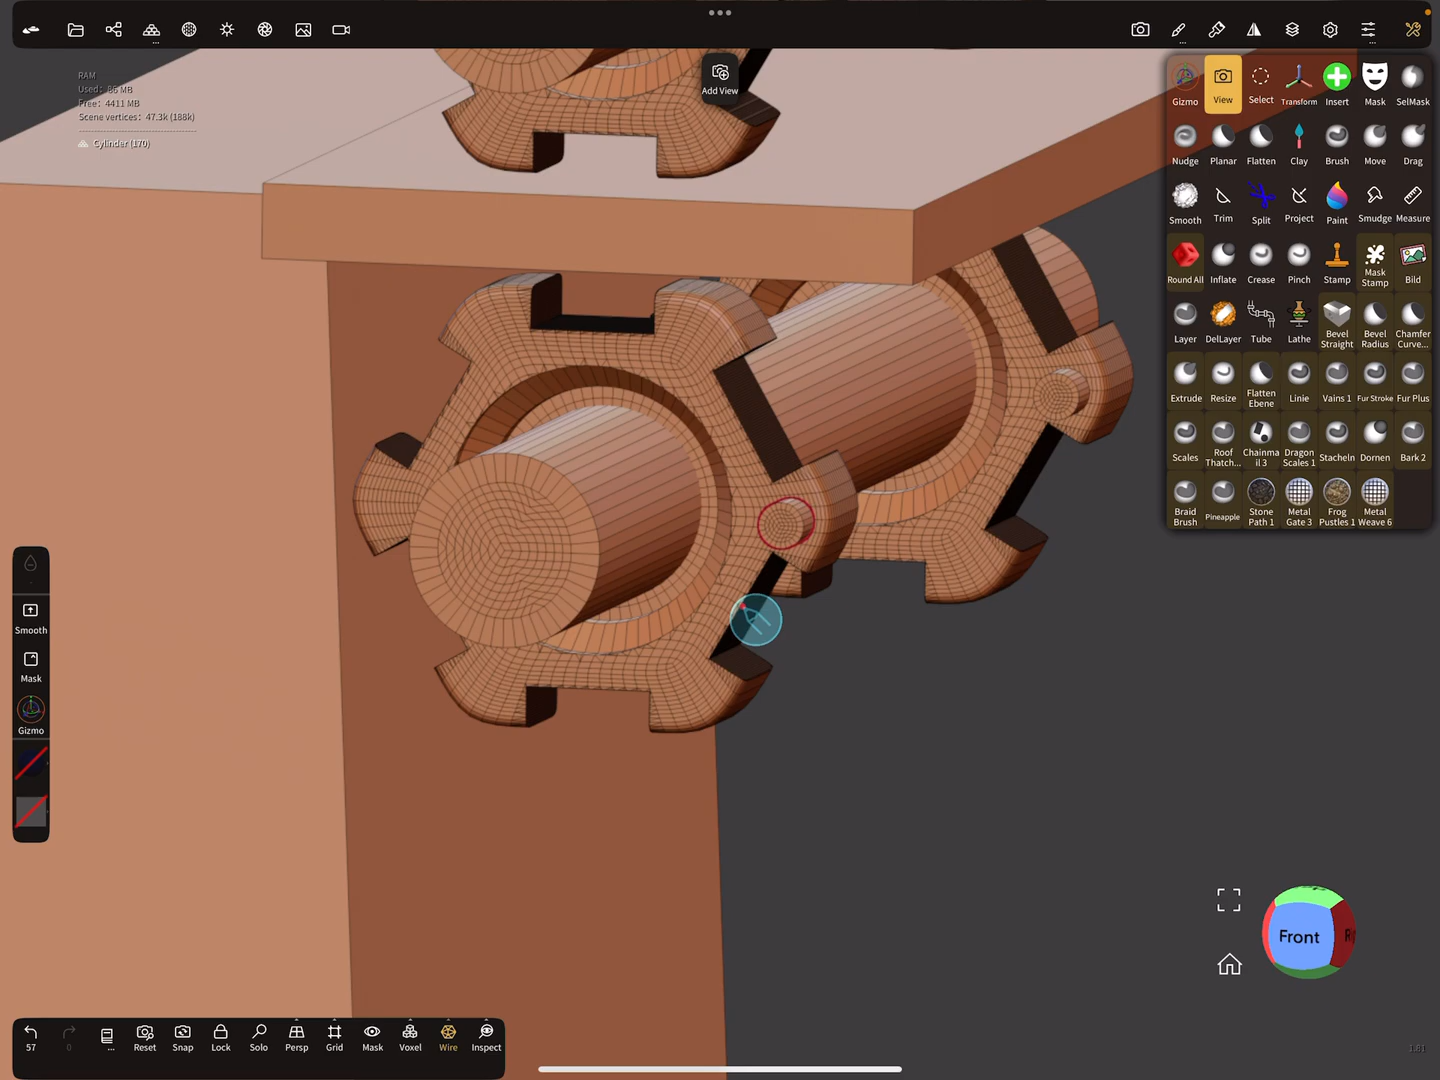 RAM
Used: 86 MB
Free: 4411 MB
Scene vertices: 47.3k (188k)
Cylinder (170)
Add View
Gizmo
View
Select
Transform
Insert
Mask
SelMask
Nudge
Planar
Flatten
Clay
Brush
Move
Drag
Smooth
Trim
Split
Project
Paint
Smudge
Measure
Round All
Inflate
Crease
Pinch
Stamp
Mask
Stamp
Bild
Layer
DelLayer
Tube
Lathe
Bevel
Straight
Bevel
Radius
Chamfer
Curve...
Extrude
Resize
Flatten
Ebene
Linie
Vains 1
Fur Stroke
Fur Plus
Scales
Roof
Thatch...
Chainma
il 3
Dragon
Scales 1
Stacheln
Dornen
Bark 2
Braid
Brush
Pineapple
Stone
Path 1
Metal
Gate 3
Frog
Pustles 1
Metal
Weave 6
Smooth
Mask
Gizmo
Front
57
0
...
Reset
Snap
Lock
Solo
Persp
Grid
Mask
Voxel
Wire
Inspect
1.81